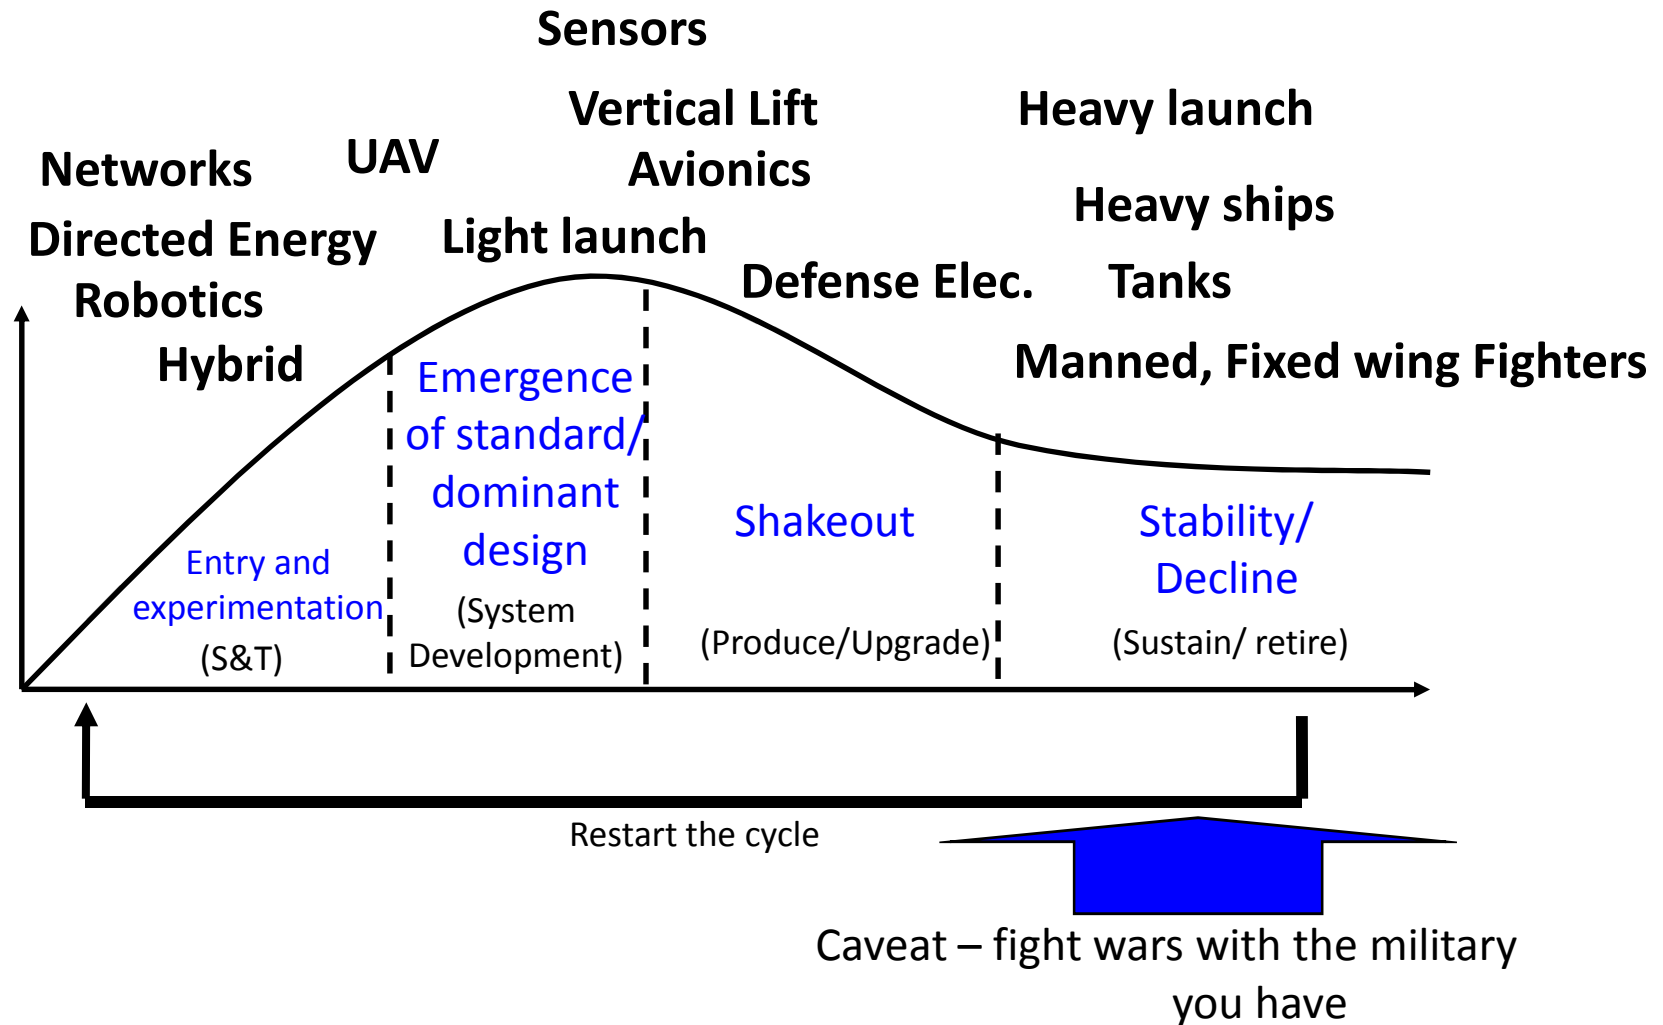 Sensors
Vertical Lift
Heavy launch
UAV
Networks
Avionics
Heavy ships
Directed Energy
Light launch
Defense Elec.
Tanks
Robotics
Hybrid
Manned, Fixed wing Fighters
Emergence
of standard/
dominant
design
(System
Development)
Entry and
experimentation
(S&T)
Shakeout
(Produce/Upgrade)
Stability/
Decline
(Sustain/ retire)
Restart the cycle
Caveat – fight wars with the military
you have